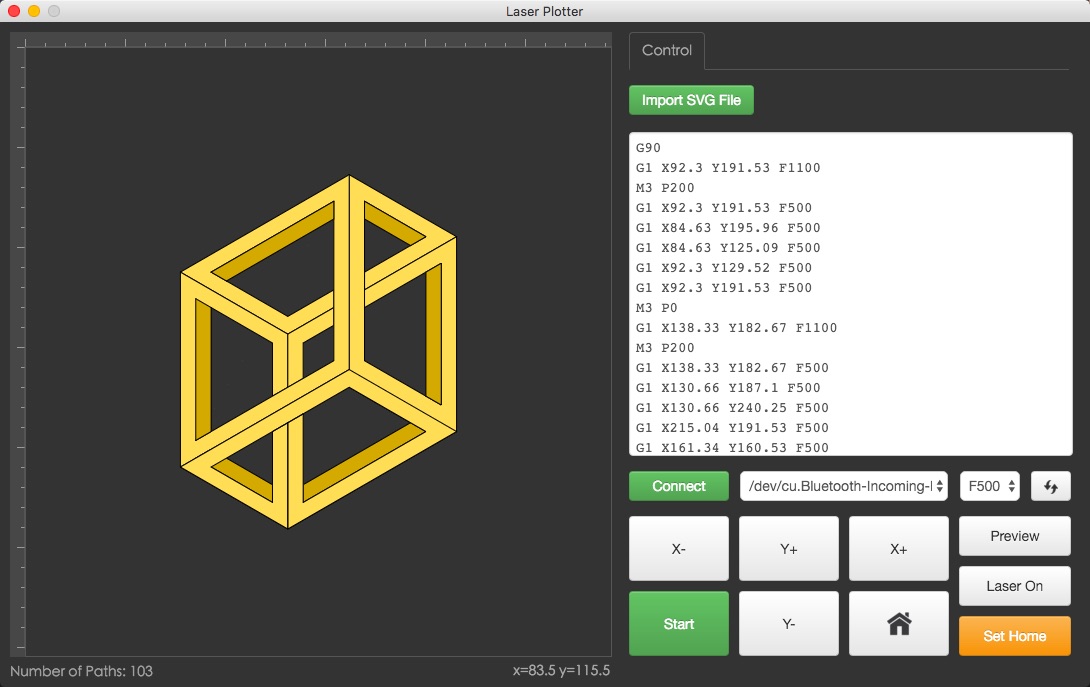 Laser Plotter
Control
Import SVG File
G90
G1 X92.3 Y191.53 F1100
M3 P200
G1 X92.3 Y191.53 F500
G1 X84.63 Y195.96 F500
G1 X84.63 Y125.09 F500
G1 X92.3 Y129.52 F500
G1 X92.3 Y191.53 F500
M3 P0
G1 X138.33 Y182.67 F1100
M3 P200
G1 X138.33 Y182.67 F500
G1 X130.66 Y187.1 F500
G1 X130.66 Y240.25 F500
G1 X215.04 Y191.53 F500
G1 X161.34 Y160.53 F500
Connect /dev/cu.Bluetooth-Incoming- F500
X- Y+ X+ Preview
Laser On
Start Y- Set Home
Number of Paths: 103 x=83.5 y=115.5